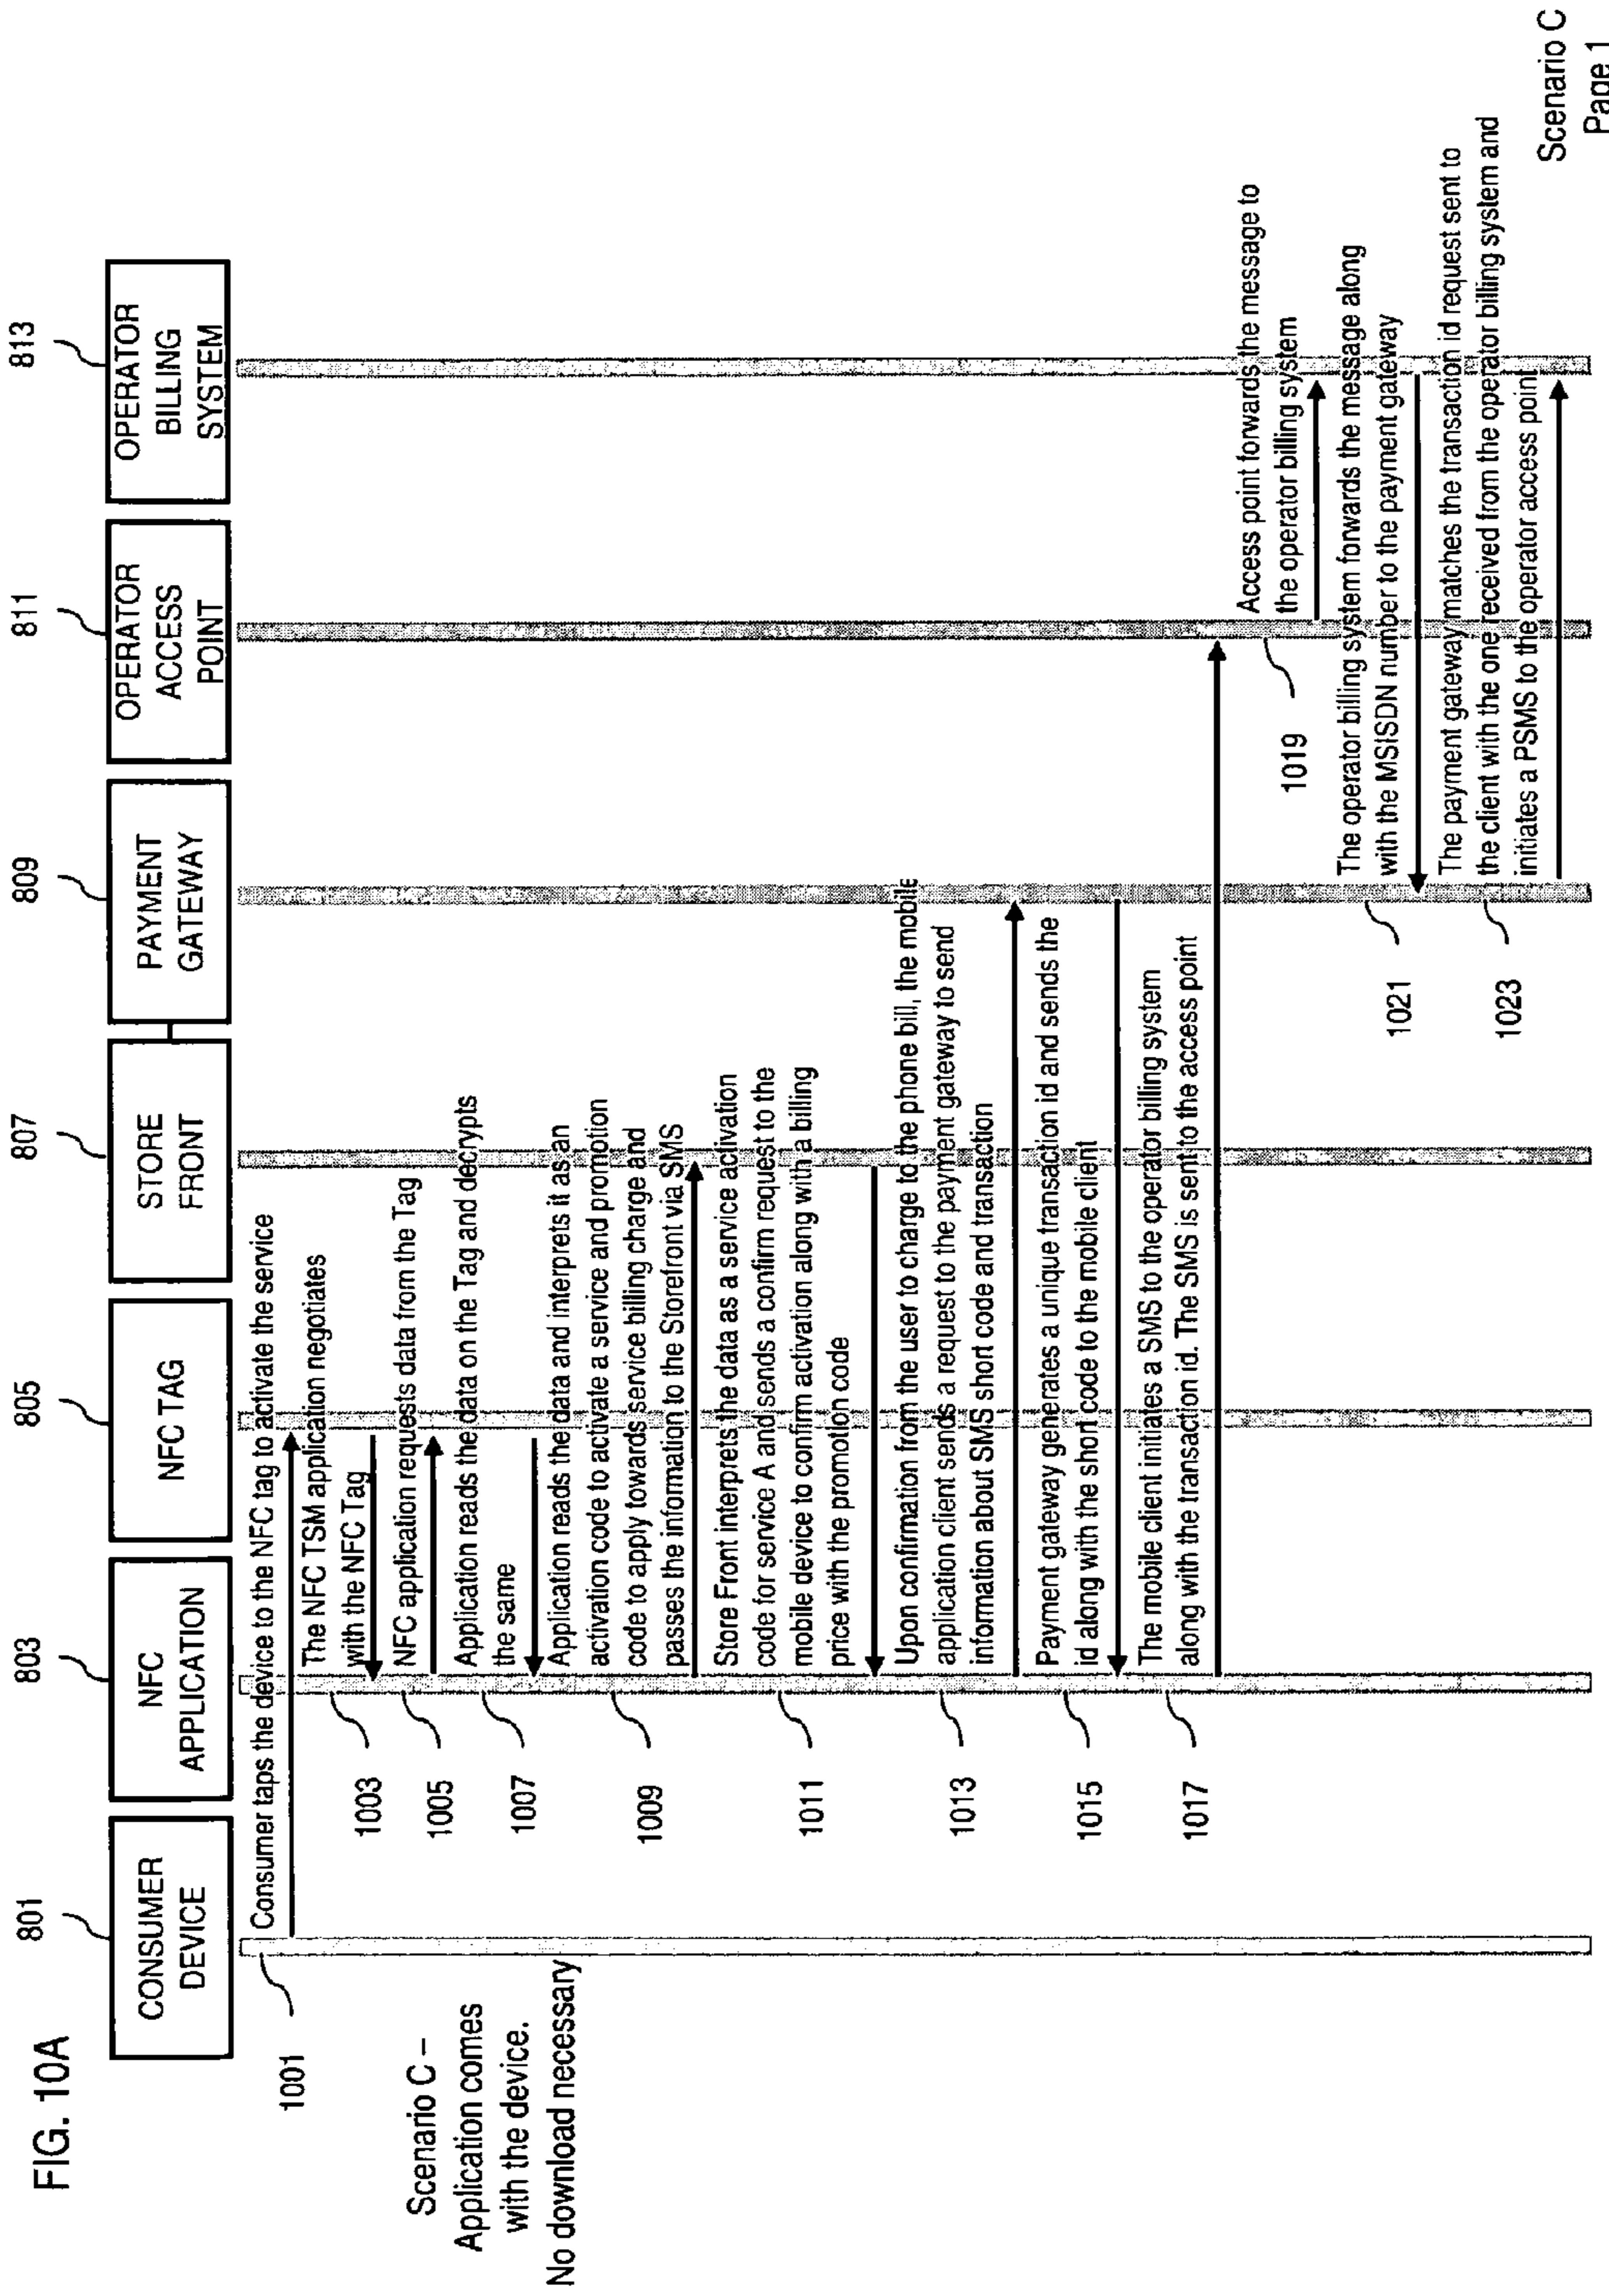 FIG. 10A
801
803
805
807
809
811
813
CONSUMER
DEVICE
NFC
APPLICATION
NFC TAG
STORE
FRONT
PAYMENT
GATEWAY
OPERATOR
ACCESS
POINT
OPERATOR
BILLING
SYSTEM
1001
Scenario C –
Application comes
with the device.
No download necessary
Consumer taps the device to the NFC tag to activate the service
1003
The NFC TSM application negotiates
with the NFC Tag
1005
NFC application requests data from the Tag
1007
Application reads the data on the Tag and decrypts
the same
1009
Application reads the data and interprets it as an
activation code to activate a service and promotion
code to apply towards service billing charge and
passes the information to the Storefront via SMS
1011
Store Front interprets the data as a service activation
code for service A and sends a confirm request to the
mobile device to confirm activation along with a billing
price with the promotion code
1013
Upon confirmation from the user to charge to the phone bill, the mobile
application client sends a request to the payment gateway to send
information about SMS short code and transaction
1015
Payment gateway generates a unique transaction id and sends the
id along with the short code to the mobile client
1017
The mobile client initiates a SMS to the operator billing system
along with the transaction id. The SMS is sent to the access point
1019
Access point forwards the message to
the operator billing system
1021
The operator billing system forwards the message along
with the MSISDN number to the payment gateway
1023
The payment gateway matches the transaction id request sent to
the client with the one received from the operator billing system and
initiates a PSMS to the operator access point
Scenario C
Page 1